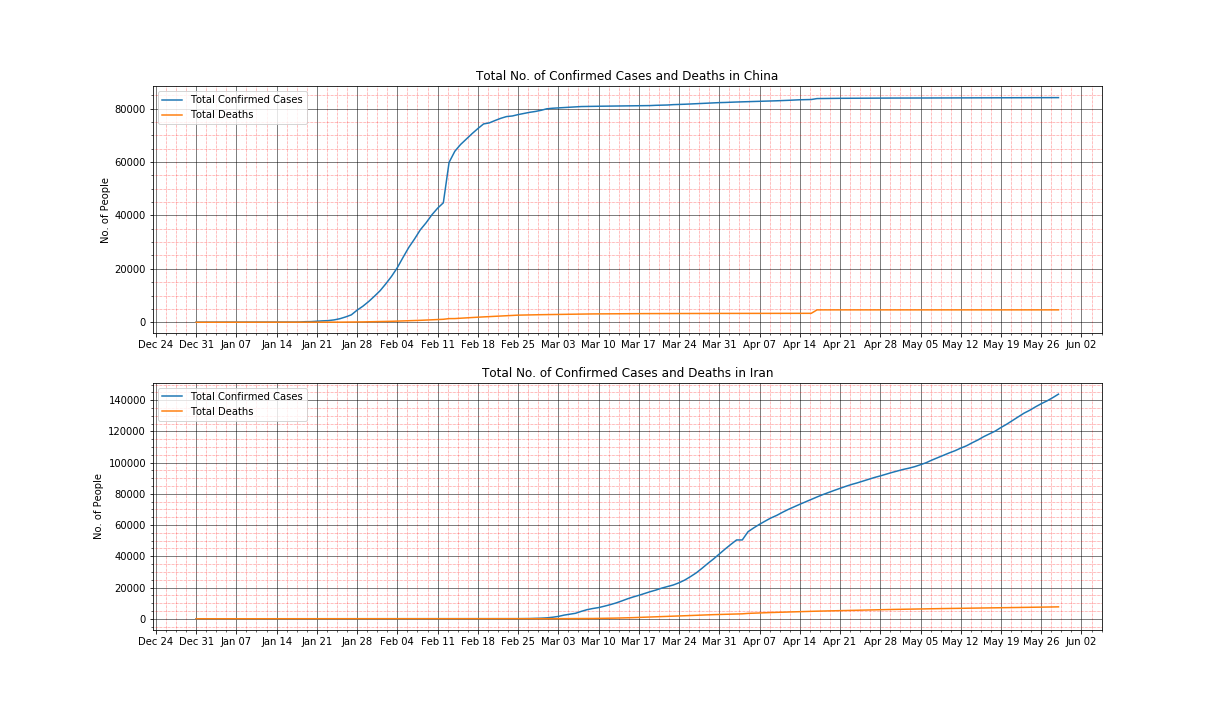 Total No. of Confirmed Cases and Deaths in China
Total Confirmed Cases
Total Deaths
No. of People
80000
60000
40000
20000
0
Dec 24 Dec 31 Jan 07 Jan 14 Jan 21 Jan 28 Feb 04 Feb 11 Feb 18 Feb 25 Mar 03 Mar 10 Mar 17 Mar 24 Mar 31 Apr 07 Apr 14 Apr 21 Apr 28 May 05 May 12 May 19 May 26 Jun 02
Total No. of Confirmed Cases and Deaths in Iran
Total Confirmed Cases
Total Deaths
No. of People
140000
120000
100000
80000
60000
40000
20000
0
Dec 24 Dec 31 Jan 07 Jan 14 Jan 21 Jan 28 Feb 04 Feb 11 Feb 18 Feb 25 Mar 03 Mar 10 Mar 17 Mar 24 Mar 31 Apr 07 Apr 14 Apr 21 Apr 28 May 05 May 12 May 19 May 26 Jun 02